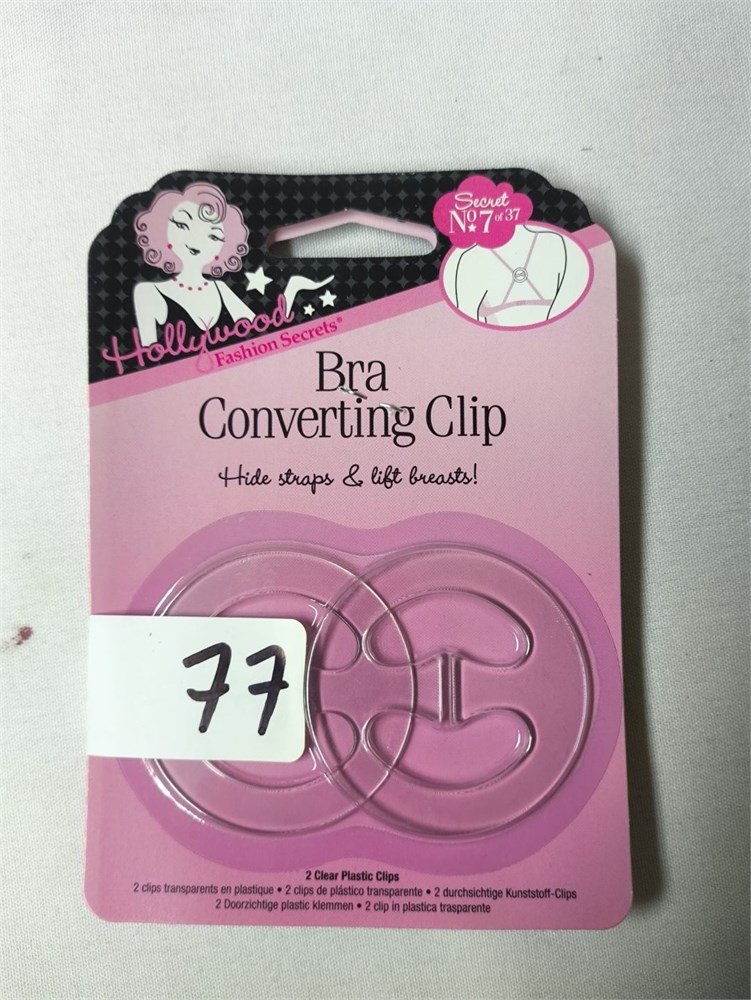 Secret
No 7 of 37
Hollywood
Fashion Secrets®
Bra
Converting Clip
Hide straps & lift breasts!
77
2 Clear Plastic Clips
2 clips transparents en plastique • 2 clips de plástico transparente • 2 durchsichtige Kunststoff-Clips
2 Doorzichtige plastic klemmen • 2 clip in plastica trasparente